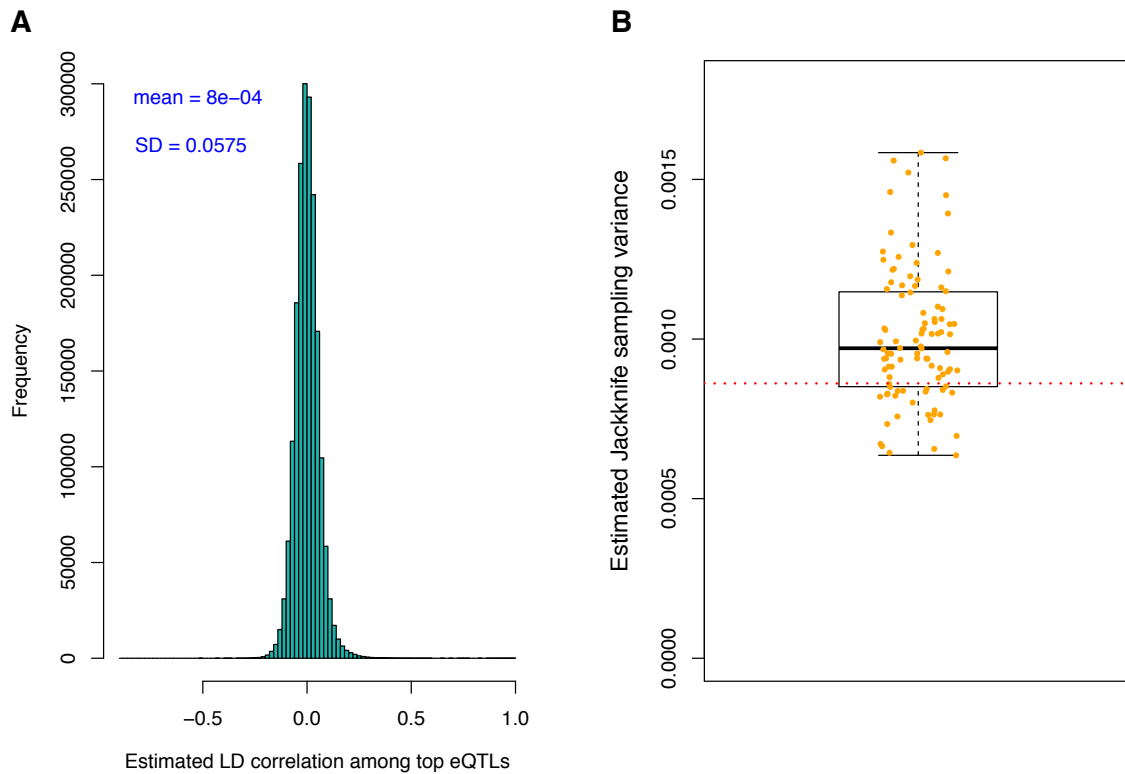 A
mean = 8e−04
SD = 0.0575
Frequency
300000
250000
200000
150000
100000
50000
0
−0.5
0.0
0.5
1.0
Estimated LD correlation among top eQTLs
B
Estimated Jackknife sampling variance
0.0015
0.0010
0.0005
0.0000